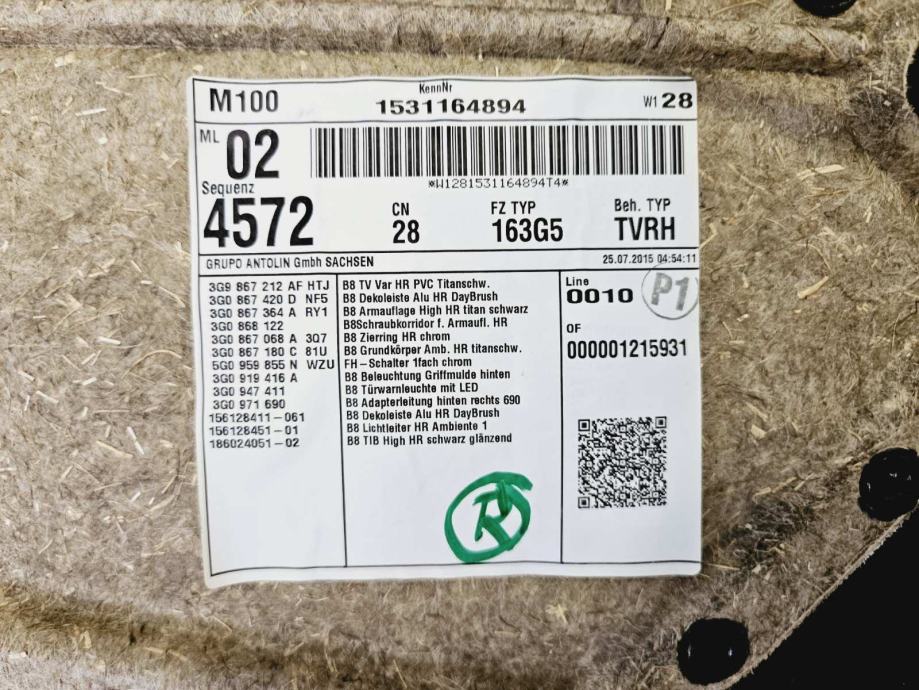 M100
KennNr
1531164894
W1 28
ML 02
*W1281531164894T4*
Sequenz
4572
CN
28
FZ TYP
163G5
Beh. TYP
TVRH
GRUPO ANTOLIN Gmbh SACHSEN
25.07.2015 04:54:11
3G9 867 212 AF HTJ
3G0 867 420 D NF5
3G0 867 364 A RY1
3G0 868 122
3G0 867 068 A 3Q7
3G0 867 180 C 81U
5G0 959 855 N WZU
3G0 919 416 A
3G0 947 411
3G0 971 690
156128411-061
156128451-01
186024051-02
B8 TV Var HR PVC Titanschw.
B8 Dekoleiste Alu HR DayBrush
B8 Armauflage High HR titan schwarz
B8Schraubkorridor f. Armaufl. HR
B8 Zierring HR chrom
B8 Grundkörper Amb. HR titanschw.
FH-Schalter 1fach chrom
B8 Beleuchtung Griffmulde hinten
B8 Türwarnleuchte mit LED
B8 Adapterleitung hinten rechts 690
B8 Dekoleiste Alu HR DayBrush
B8 Lichtleiter HR Ambiente 1
B8 TIB High HR schwarz glänzend
R
Line
0010
P1
OF
000001215931